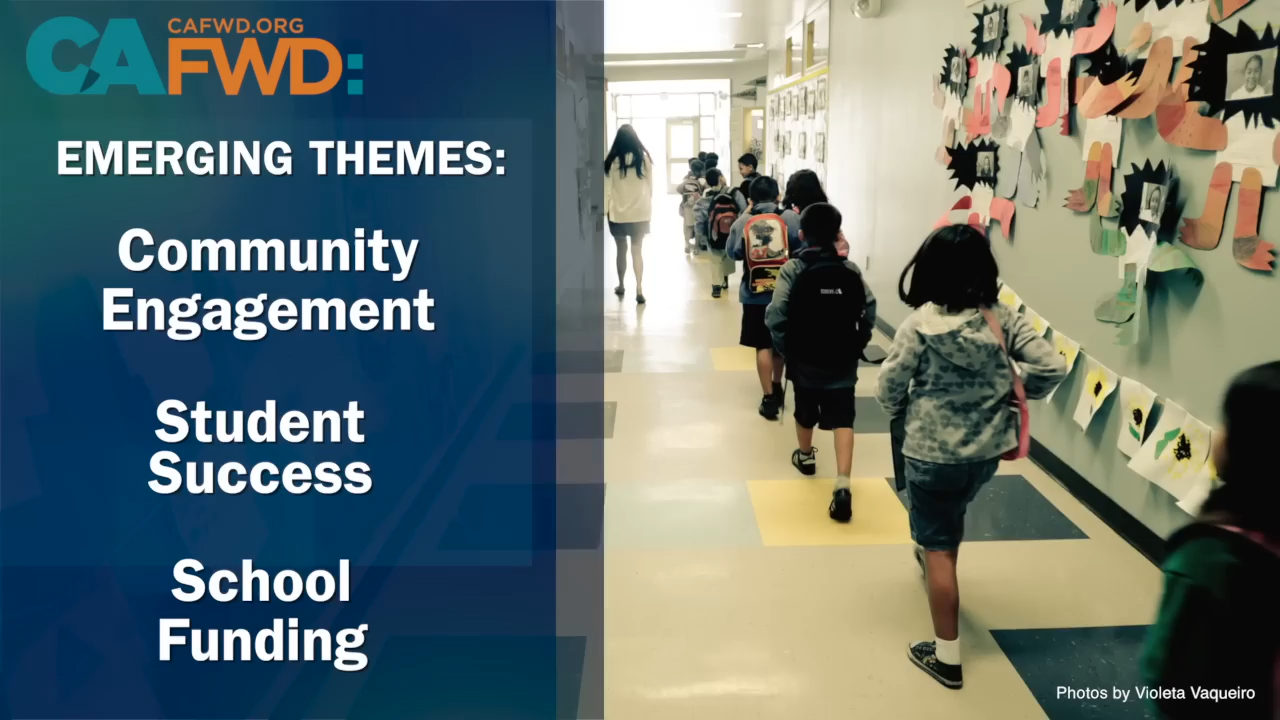 CAFWD.ORG
CAFWD:
EMERGING THEMES:
Community
Engagement
Student
Success
School
Funding
Photos by Violeta Vaqueiro